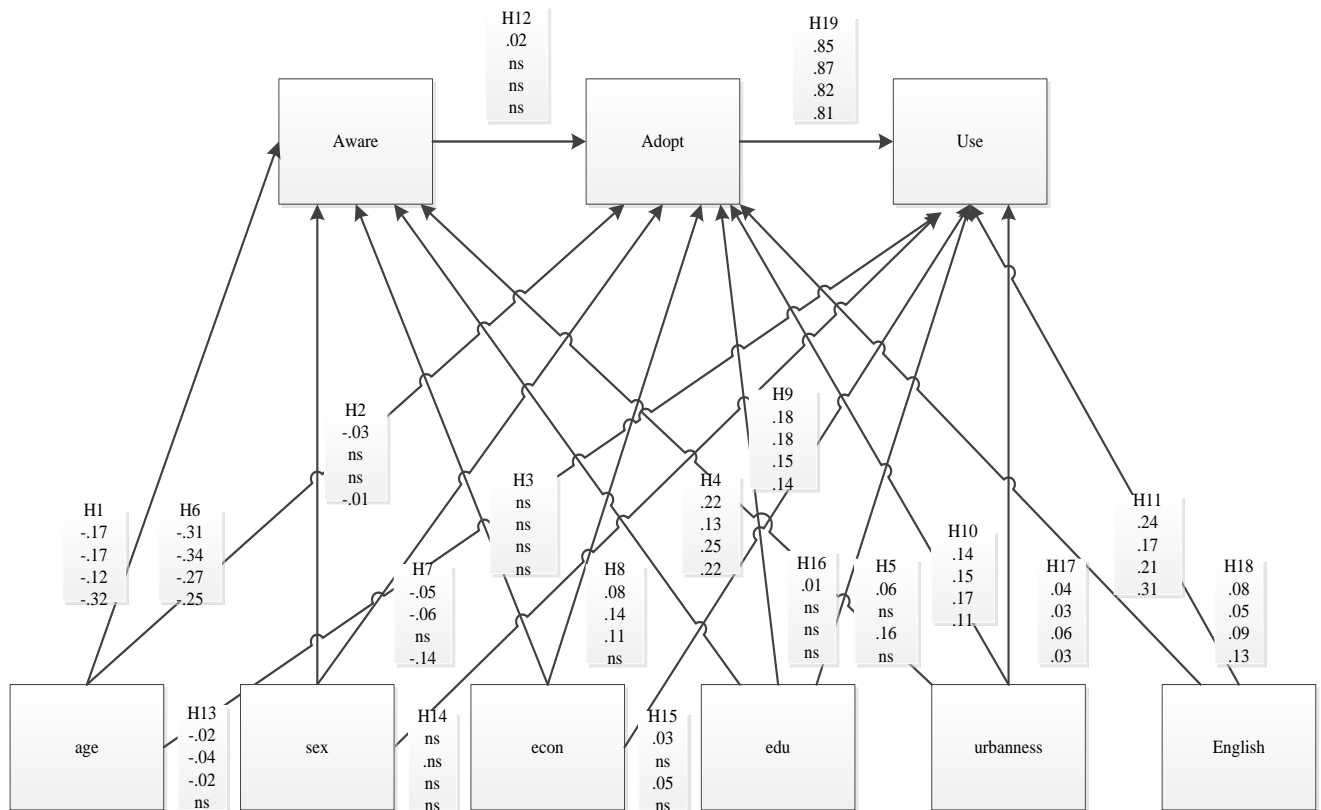 H12
.02
ns
ns
ns
H19
.85
.87
.82
.81
Aware
Adopt
Use
H2
-.03
ns
ns
-.01
H9
.18
.18
.15
.14
H1
-.17
-.17
-.12
-.32
H6
-.31
-.34
-.27
-.25
H3
ns
ns
ns
ns
H4
.22
.13
.25
.22
H11
.24
.17
.21
.31
H7
-.05
-.06
ns
-.14
H8
.08
.14
.11
ns
H16
.01
ns
ns
ns
H5
.06
ns
.16
ns
H10
.14
.15
.17
.11
H17
.04
.03
.06
.03
H18
.08
.05
.09
.13
age
H13
-.02
-.04
-.02
ns
sex
H14
ns
.ns
ns
ns
econ
H15
.03
ns
.05
ns
edu
urbanness
English